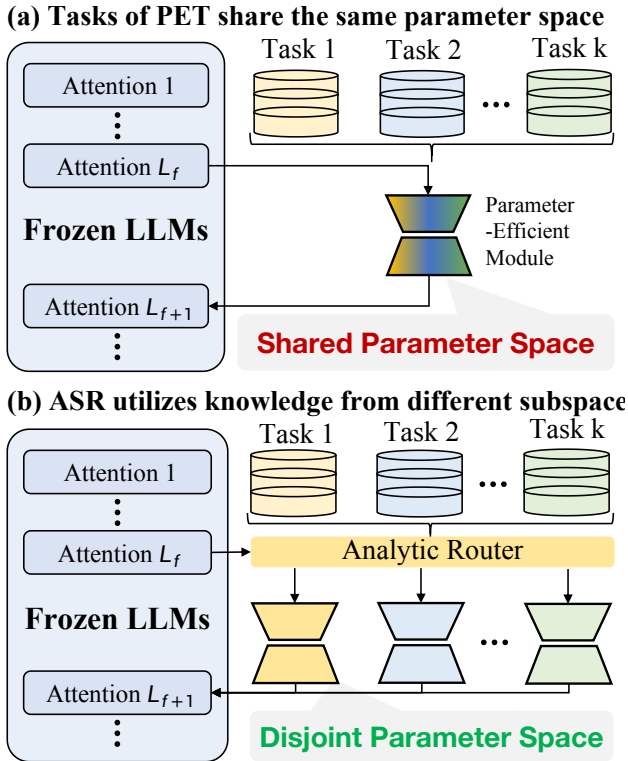 (a) Tasks of PET share the same parameter space
Task 1
Task 2
Task k
Attention 1
...
Attention L_f
Frozen LLMs
Parameter
-Efficient
Module
Attention L_{f+1}
Shared Parameter Space
(b) ASR utilizes knowledge from different subspace
Task 1
Task 2
Task k
Attention 1
...
Attention L_f
Analytic Router
Frozen LLMs
...
Attention L_{f+1}
Disjoint Parameter Space